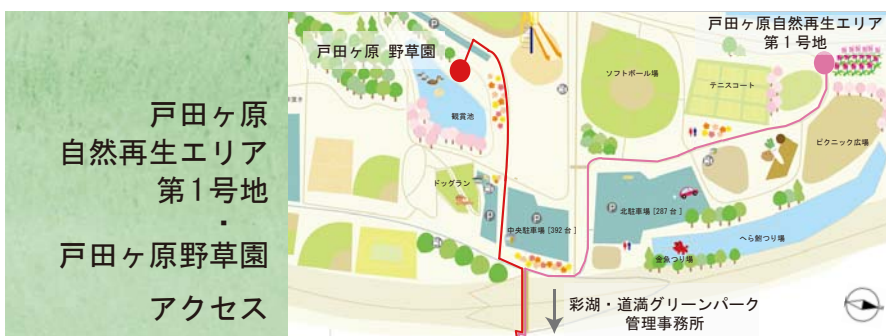 戸田ヶ原
自然再生エリア
第1号地
・
戸田ヶ原野草園
アクセス
戸田ヶ原 野草園
戸田ヶ原自然再生エリア
第1号地
P
ソフトボール場
テニスコート
観賞池
ピクニック広場
ドッグラン
P
P
中央駐車場[392台]
P
北駐車場[287台]
へら鮒つり場
金魚つり場
彩湖・道満グリーンパーク
管理事務所